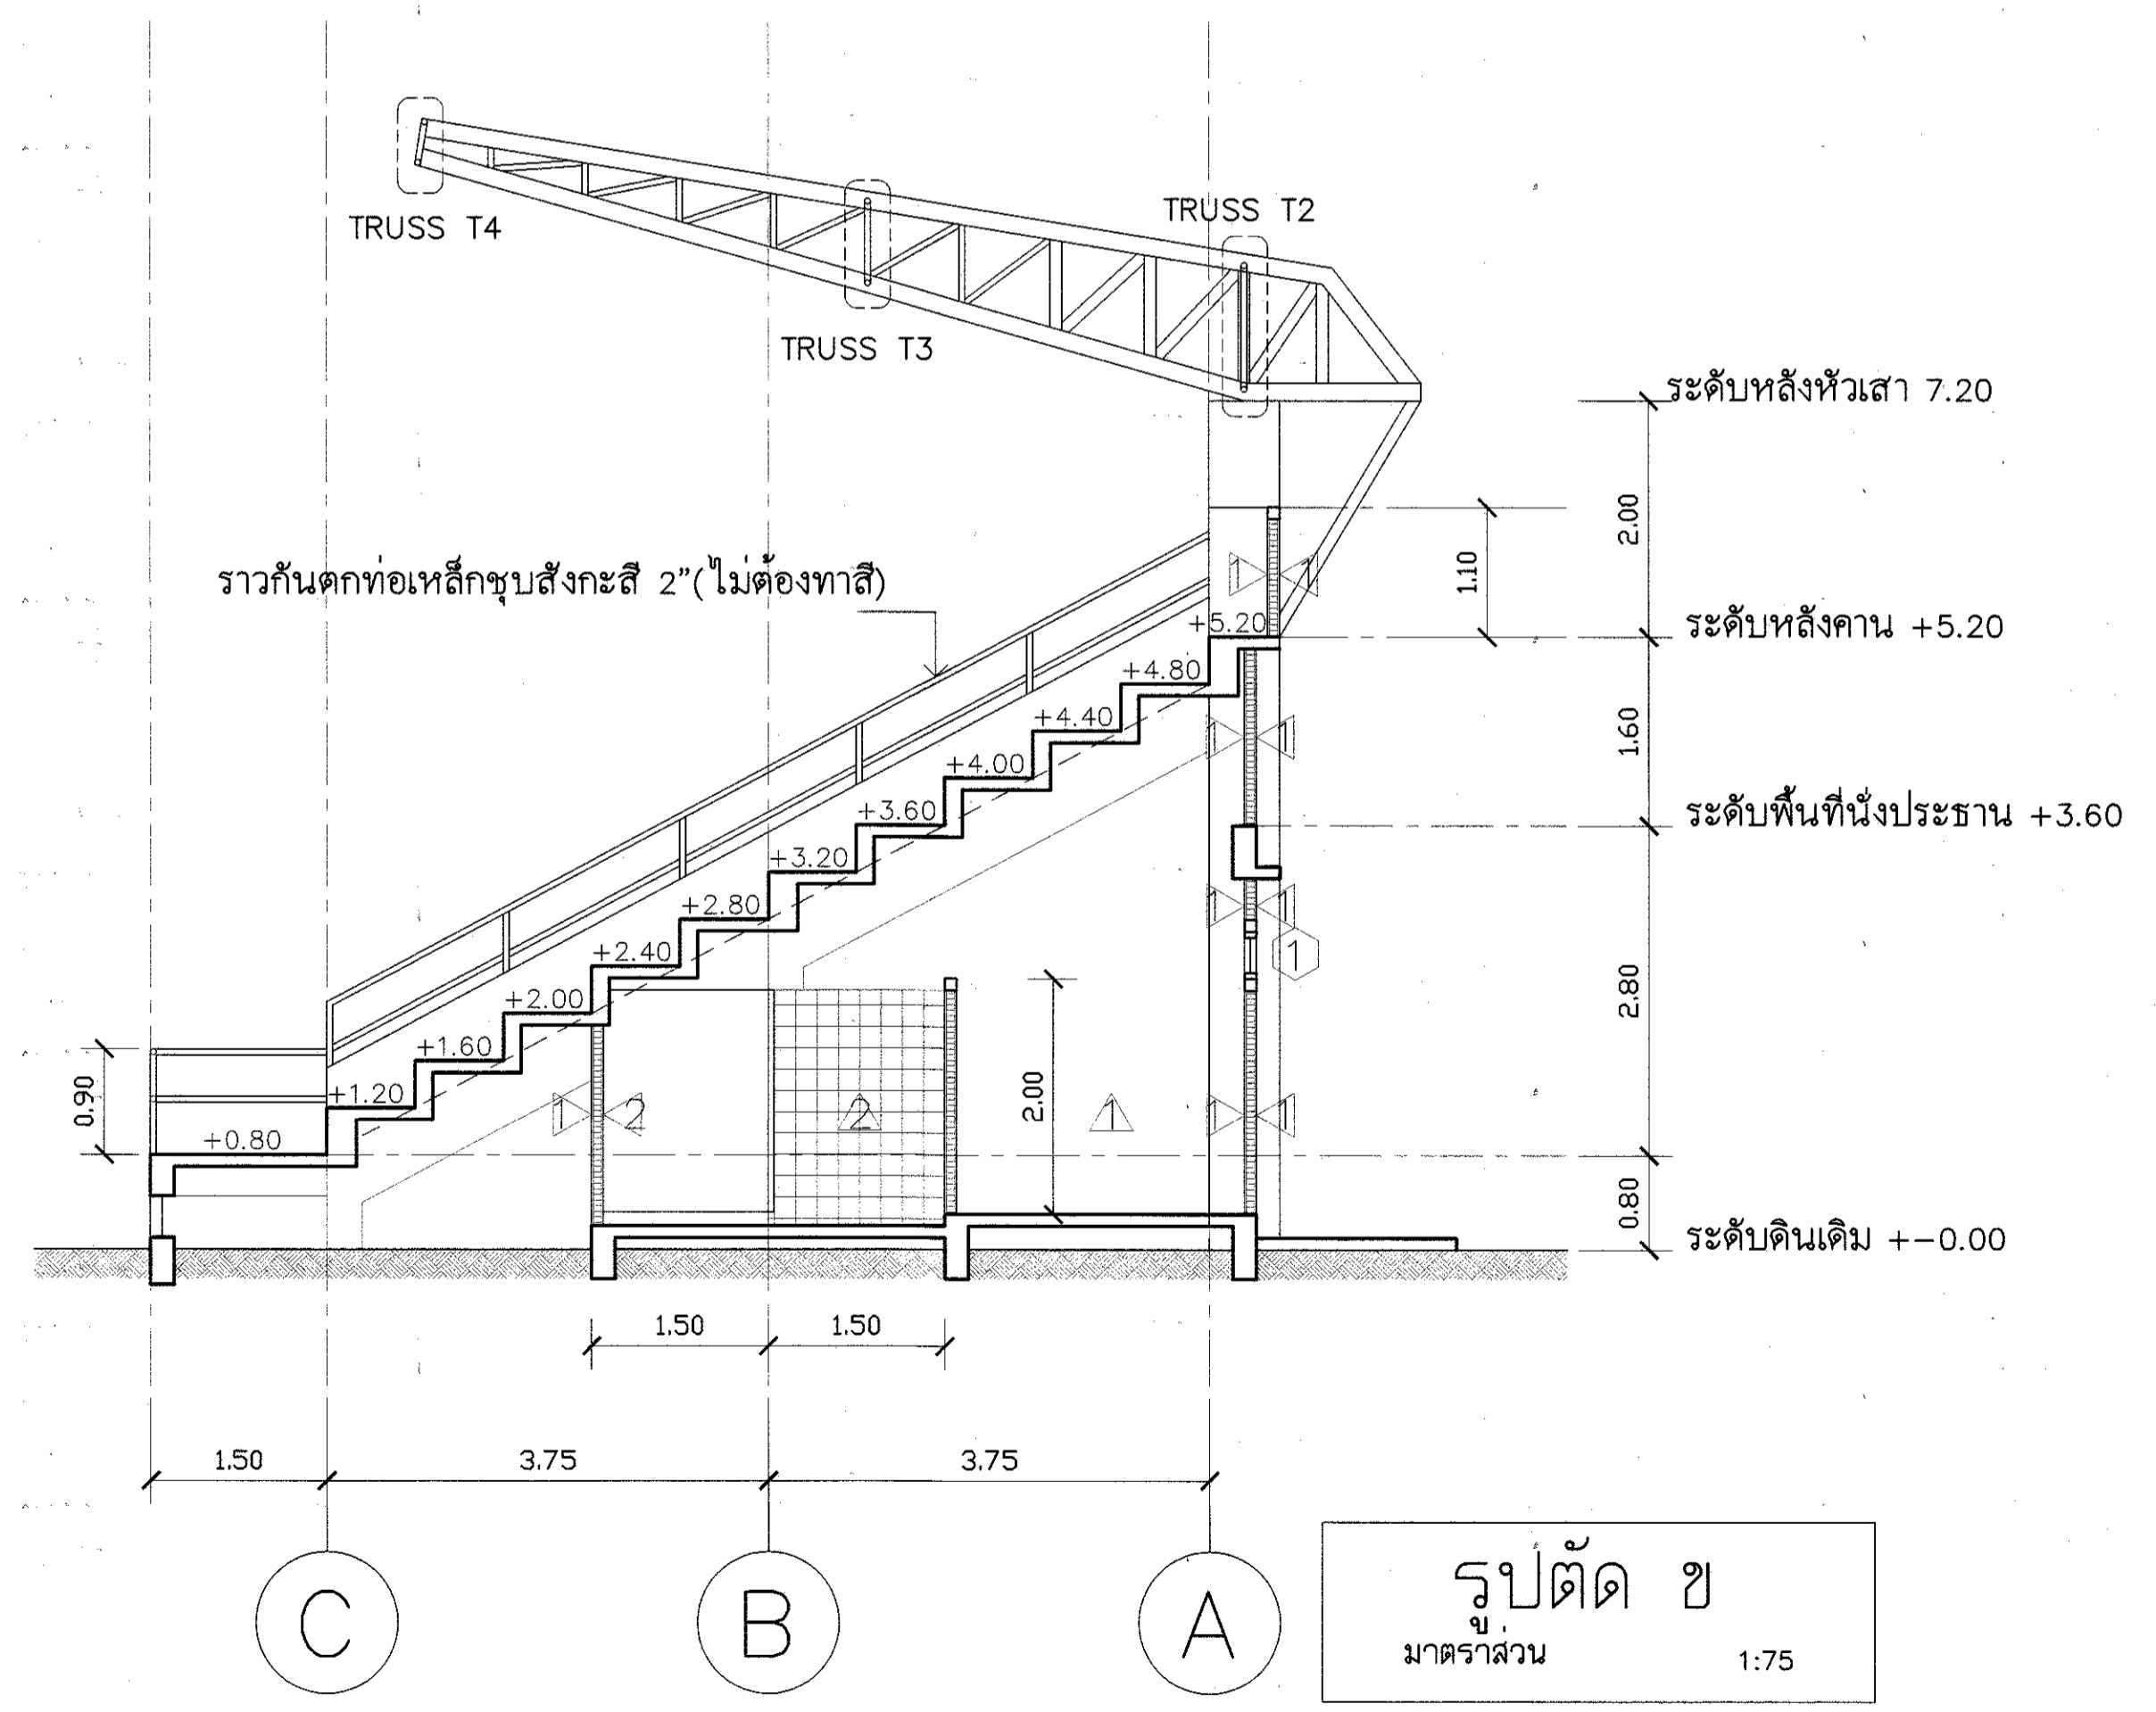 TRUSS T4
TRUSS T3
TRUSS T2
ระดับหลังหัวเสา 7.20
2.00
1.10
ราวกันตกท่อเหล็กชุบสังกะสี 2"(ไม่ต้องทาสี)
1 1
+5.20
ระดับหลังคาน +5.20
+4.80
+4.40
1 1
1.60
+4.00
+3.60
ระดับพื้นที่นั่งประธาน +3.60
+3.20
+2.80
1 1
+2.40
1
+2.00
2.80
+1.60
+1.20
0.90
1 2
2
2.00
1
1 1
+0.80
0.80
ระดับดินเดิม +-0.00
1.50
1.50
1.50
3.75
3.75
C
B
A
รูปตัด ข
มาตราส่วน 1:75